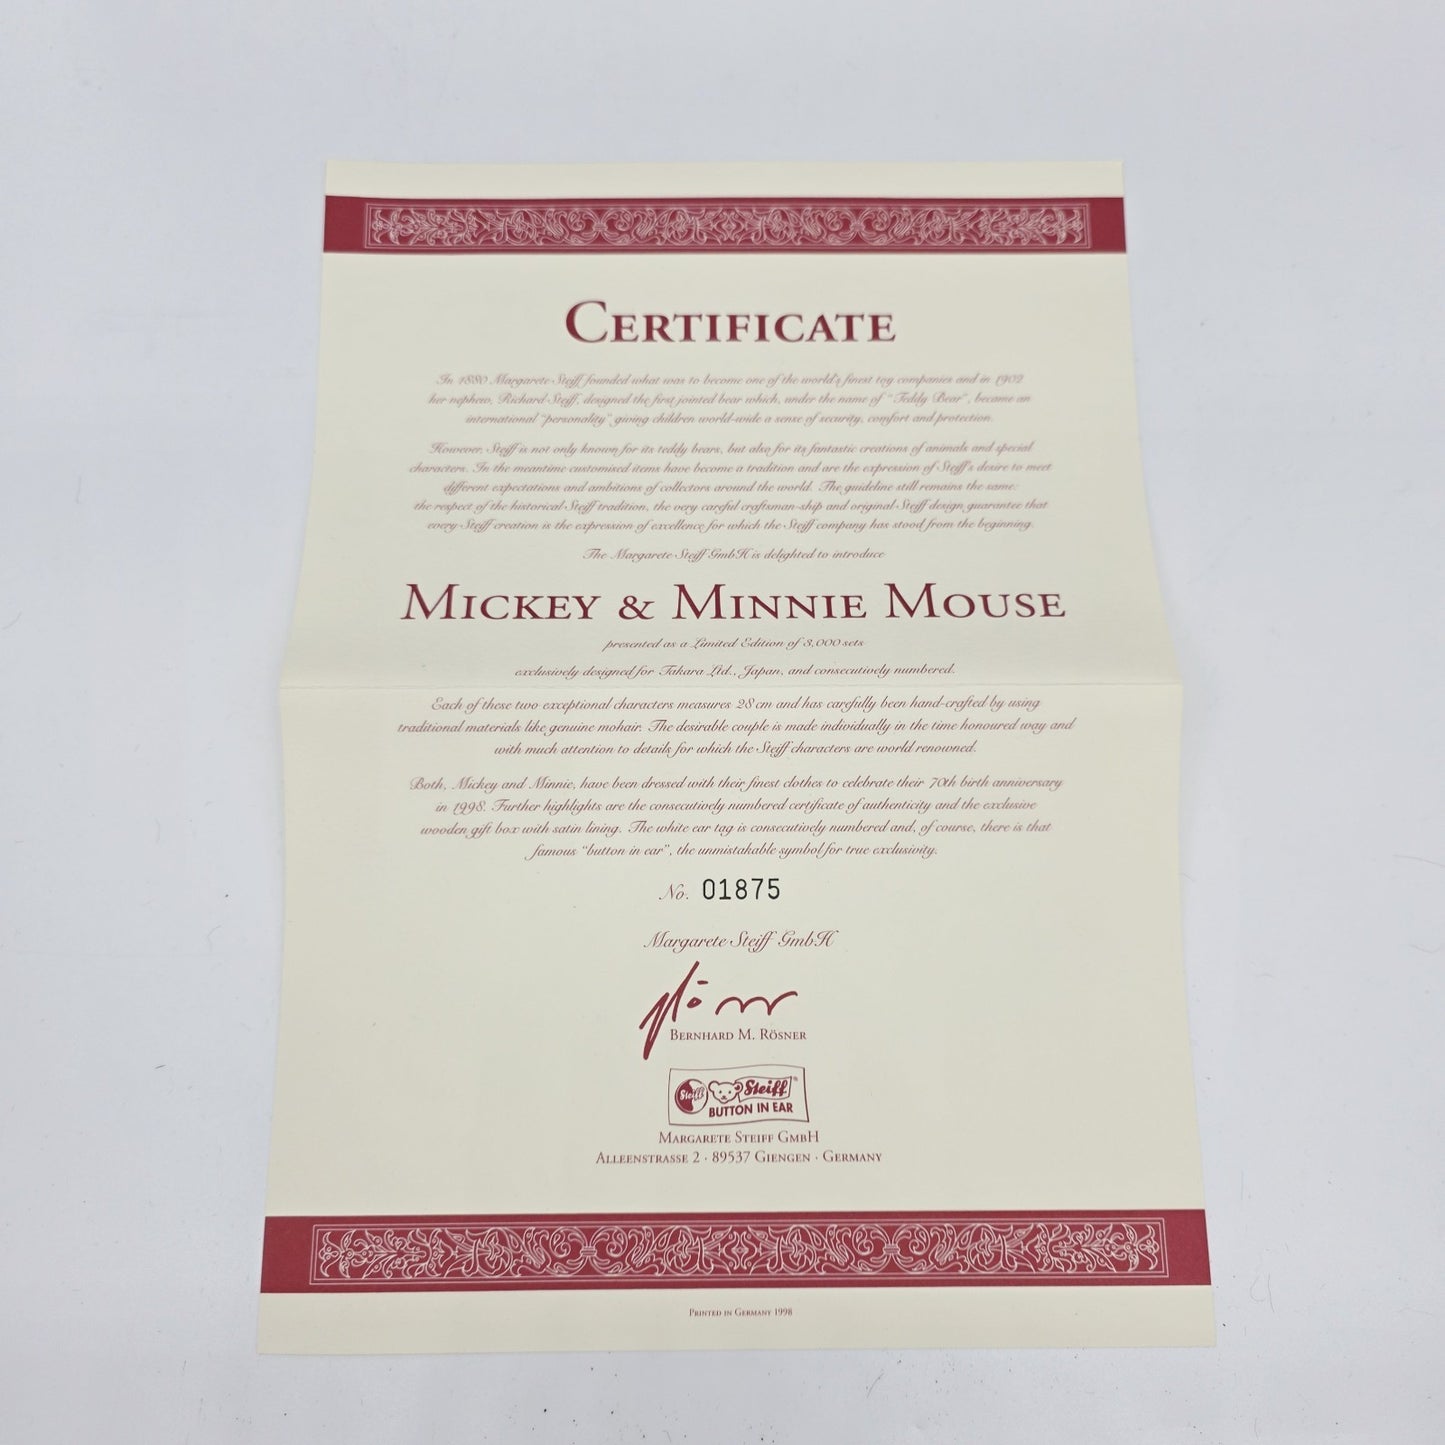 CERTIFICATE
In 1880 Margarete Steiff founded what was to become one of the world's finest toy companies and in 1902
her nephew, Richard Steiff, designed the first jointed bear which, under the name of "Teddy Bear", became an
international "personality" giving children world-wide a sense of security, comfort and protection.
However, Steiff is not only known for its teddy bears, but also for its fantastic creations of animals and special
characters. In the meantime customised items have become a tradition and are the expression of Steiff's desire to meet
different expectations and ambitions of collectors around the world. The guideline still remains the same:
the respect of the historical Steiff tradition, the very careful craftsman-ship and original Steiff design guarantee that
every Steiff creation is the expression of excellence for which the Steiff company has stood from the beginning.
The Margarete Steiff GmbH is delighted to introduce
MICKEY & MINNIE MOUSE
presented as a Limited Edition of 3,000 sets
exclusively designed for Takara Ltd., Japan, and consecutively numbered.
Each of these two exceptional characters measures 28 cm and has carefully been hand-crafted by using
traditional materials like genuine mohair. The desirable couple is made individually in the time honoured way and
with much attention to details for which the Steiff characters are world renowned.
Both, Mickey and Minnie, have been dressed with their finest clothes to celebrate their 70th birth anniversary
in 1998. Further highlights are the consecutively numbered certificate of authenticity and the exclusive
wooden gift box with satin lining. The white ear tag is consecutively numbered and, of course, there is that
famous "button in ear", the unmistakable symbol for true exclusivity.
No. 01875
Margarete Steiff GmbH
BERNHARD M. RÖSNER
Steiff Steiff®
BUTTON IN EAR
MARGARETE STEIFF GMBH
ALLEENSTRASSE 2 · 89537 GIENGEN · GERMANY
PRINTED IN GERMANY 1998